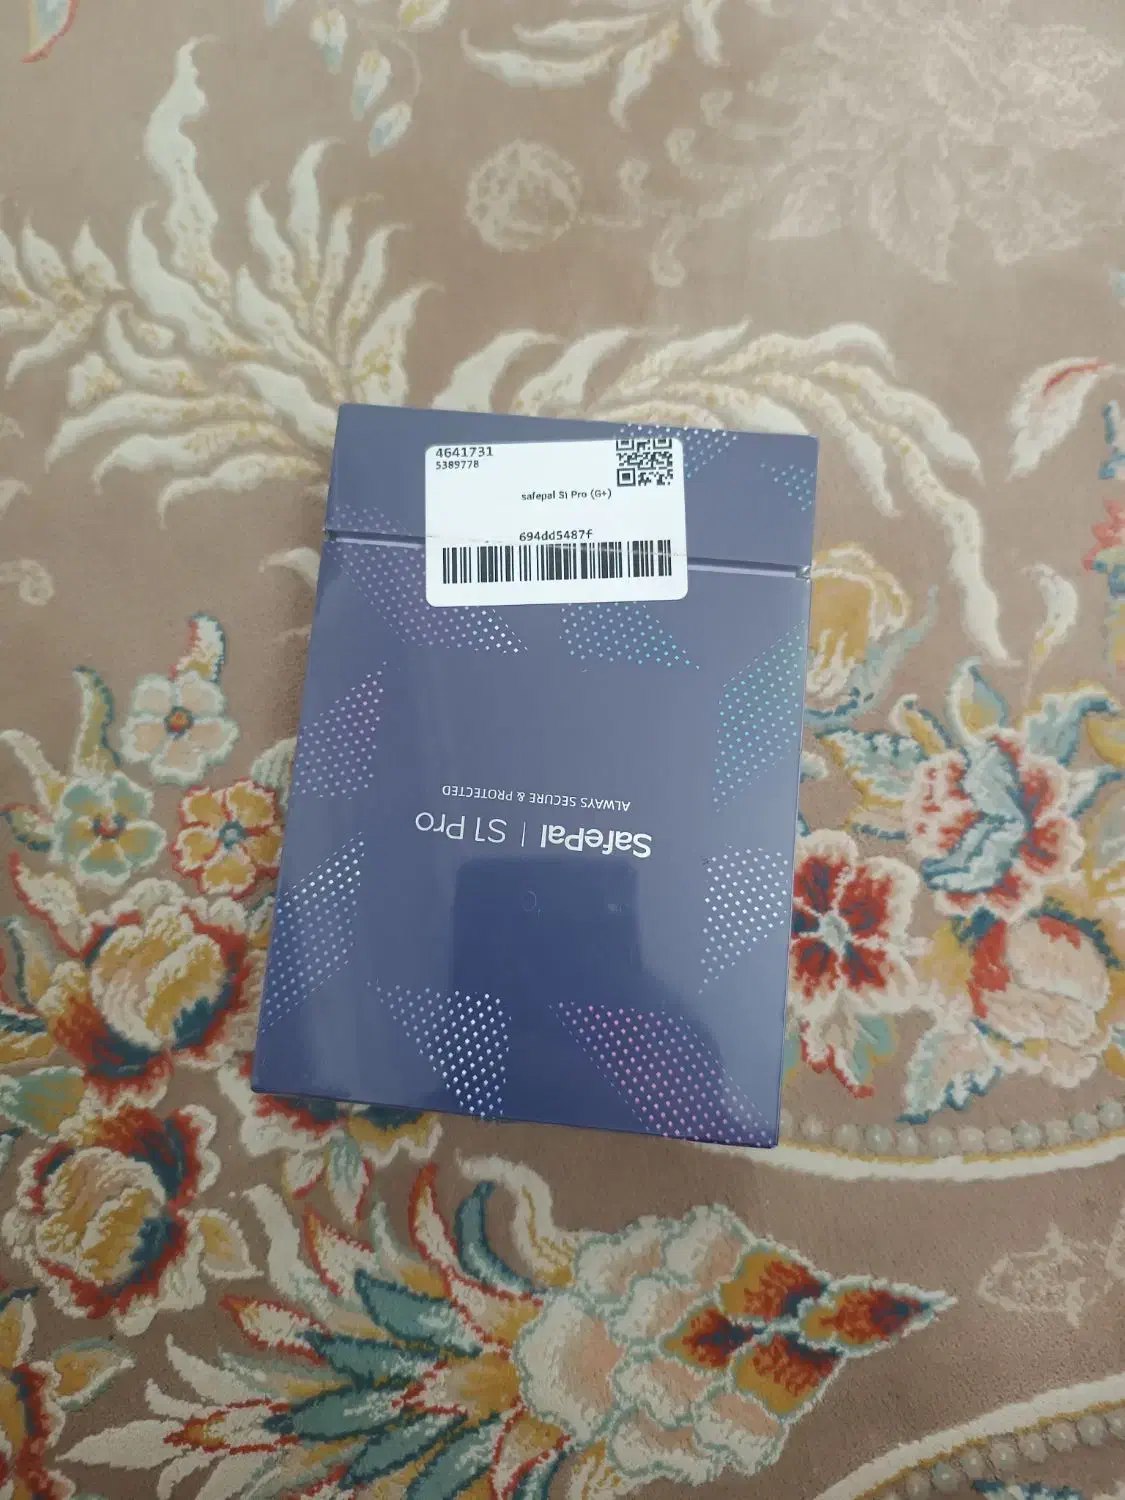 4641731
5389778
safepal S1 Pro (G+)
694dd5487f
SafePal | S1 Pro
ALWAYS SECURE & PROTECTED